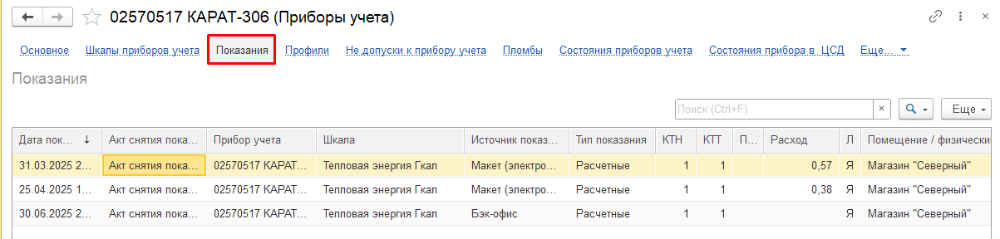 02570517 КАРАТ-306 (Приборы учета)
Основное Шкалы приборов учета Показания Профили Не допуски к прибору учета Пломбы Состояния приборов учета Состояния прибора в ЦСД Еще...
Показания
Поиск (Ctrl+F) × Еще
Дата пок... ↓ Акт снятия пока... Прибор учета Шкала Источник показ... Тип показания КТН КТТ П... Расход Л Помещение / физически
31.03.2025 2... Акт снятия пока... 02570517 КАРАТ... Тепловая энергия Гкал Макет (электро... Расчетные 1 1 0,57 Я Магазин "Северный"
25.04.2025 1... Акт снятия пока... 02570517 КАРАТ... Тепловая энергия Гкал Макет (электро... Расчетные 1 1 0,38 Я Магазин "Северный"
30.06.2025 2... Акт снятия пока... 02570517 КАРАТ... Тепловая энергия Гкал Бэк-офис Расчетные 1 1 Я Магазин "Северный"